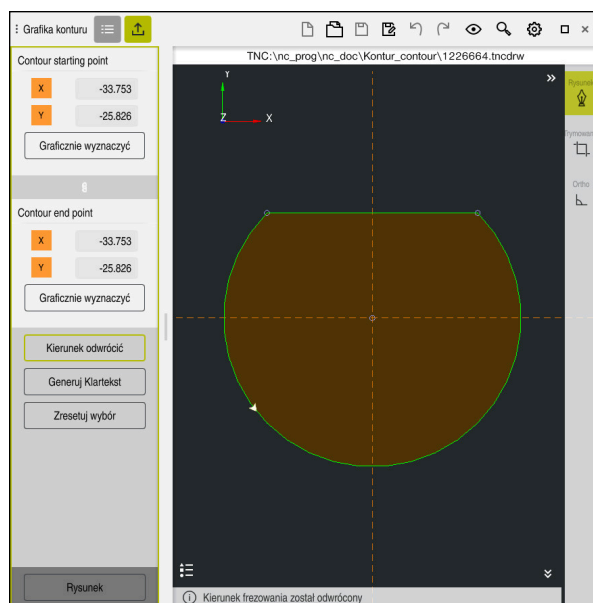 Grafika konturu
TNC:\nc_prog\nc_doc\Kontur_contour\1226664.tncdrw
Contour starting point
X -33.753
Y -25.826
Graficznie wyznaczyć
Contour end point
X -33.753
Y -25.826
Graficznie wyznaczyć
Kierunek odwrócić
Generuj Klartekst
Zresetuj wybór
Rysunek
Y
Z X
Rysunek
Trymowani
Ortho
Kierunek frezowania został odwrócony